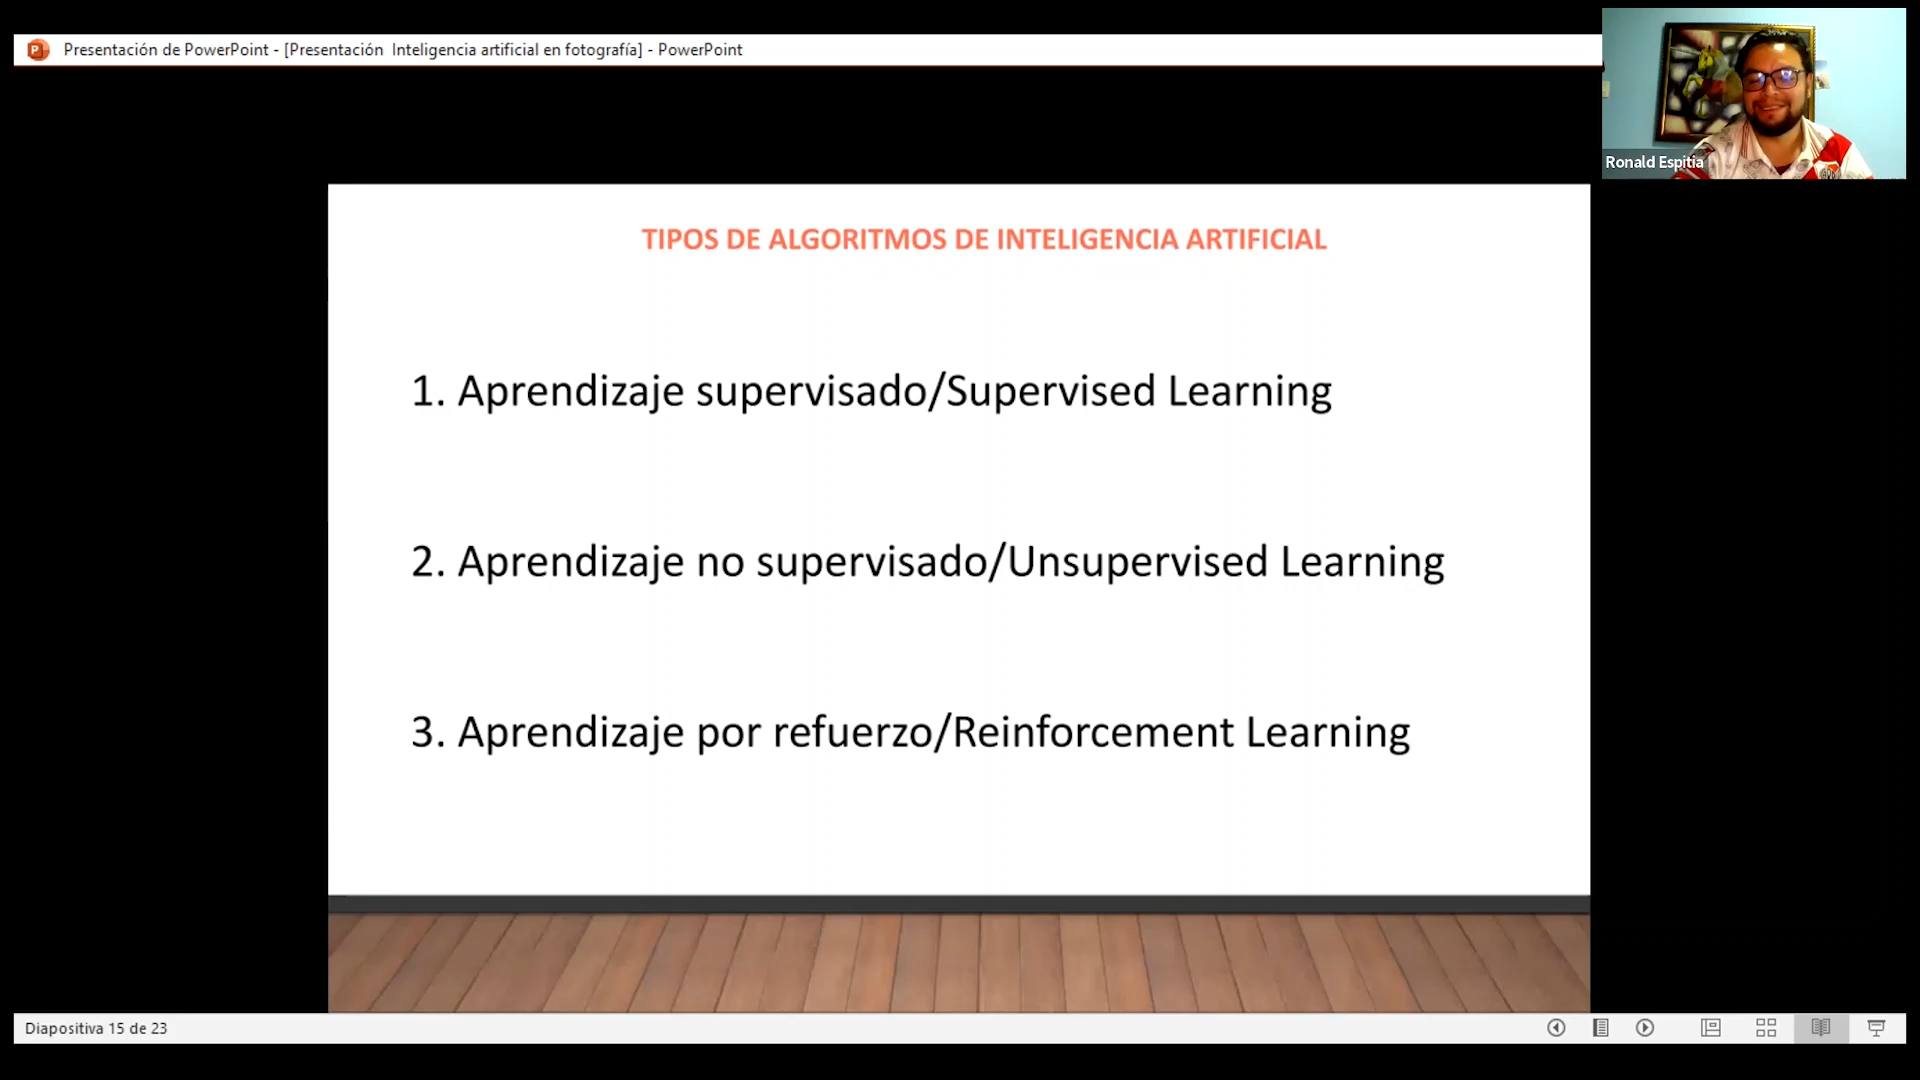 Presentación de PowerPoint - [Presentación  Inteligencia artificial en fotografía] - PowerPoint
Ronald Espitia
TIPOS DE ALGORITMOS DE INTELIGENCIA ARTIFICIAL
1. Aprendizaje supervisado/Supervised Learning
2. Aprendizaje no supervisado/Unsupervised Learning
3. Aprendizaje por refuerzo/Reinforcement Learning
Diapositiva 15 de 23